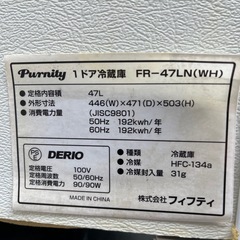 Purnity 1ドア冷蔵庫 FR-47LN(WH)
●定格内容積 47L
●外形寸法 446(W)×471(D)×503(H)
●消費電力量 (JISC9801)
50Hz 192kwh/年
60Hz 192kwh/年
PS E DERIO
定格電圧 100V
定格周波数 50/60Hz
定格消費電力 90/90W
●種類 冷蔵庫
●冷媒 HFC-134a
●冷媒封入量 31g
MADE IN CHINA
株式会社 フィフティ